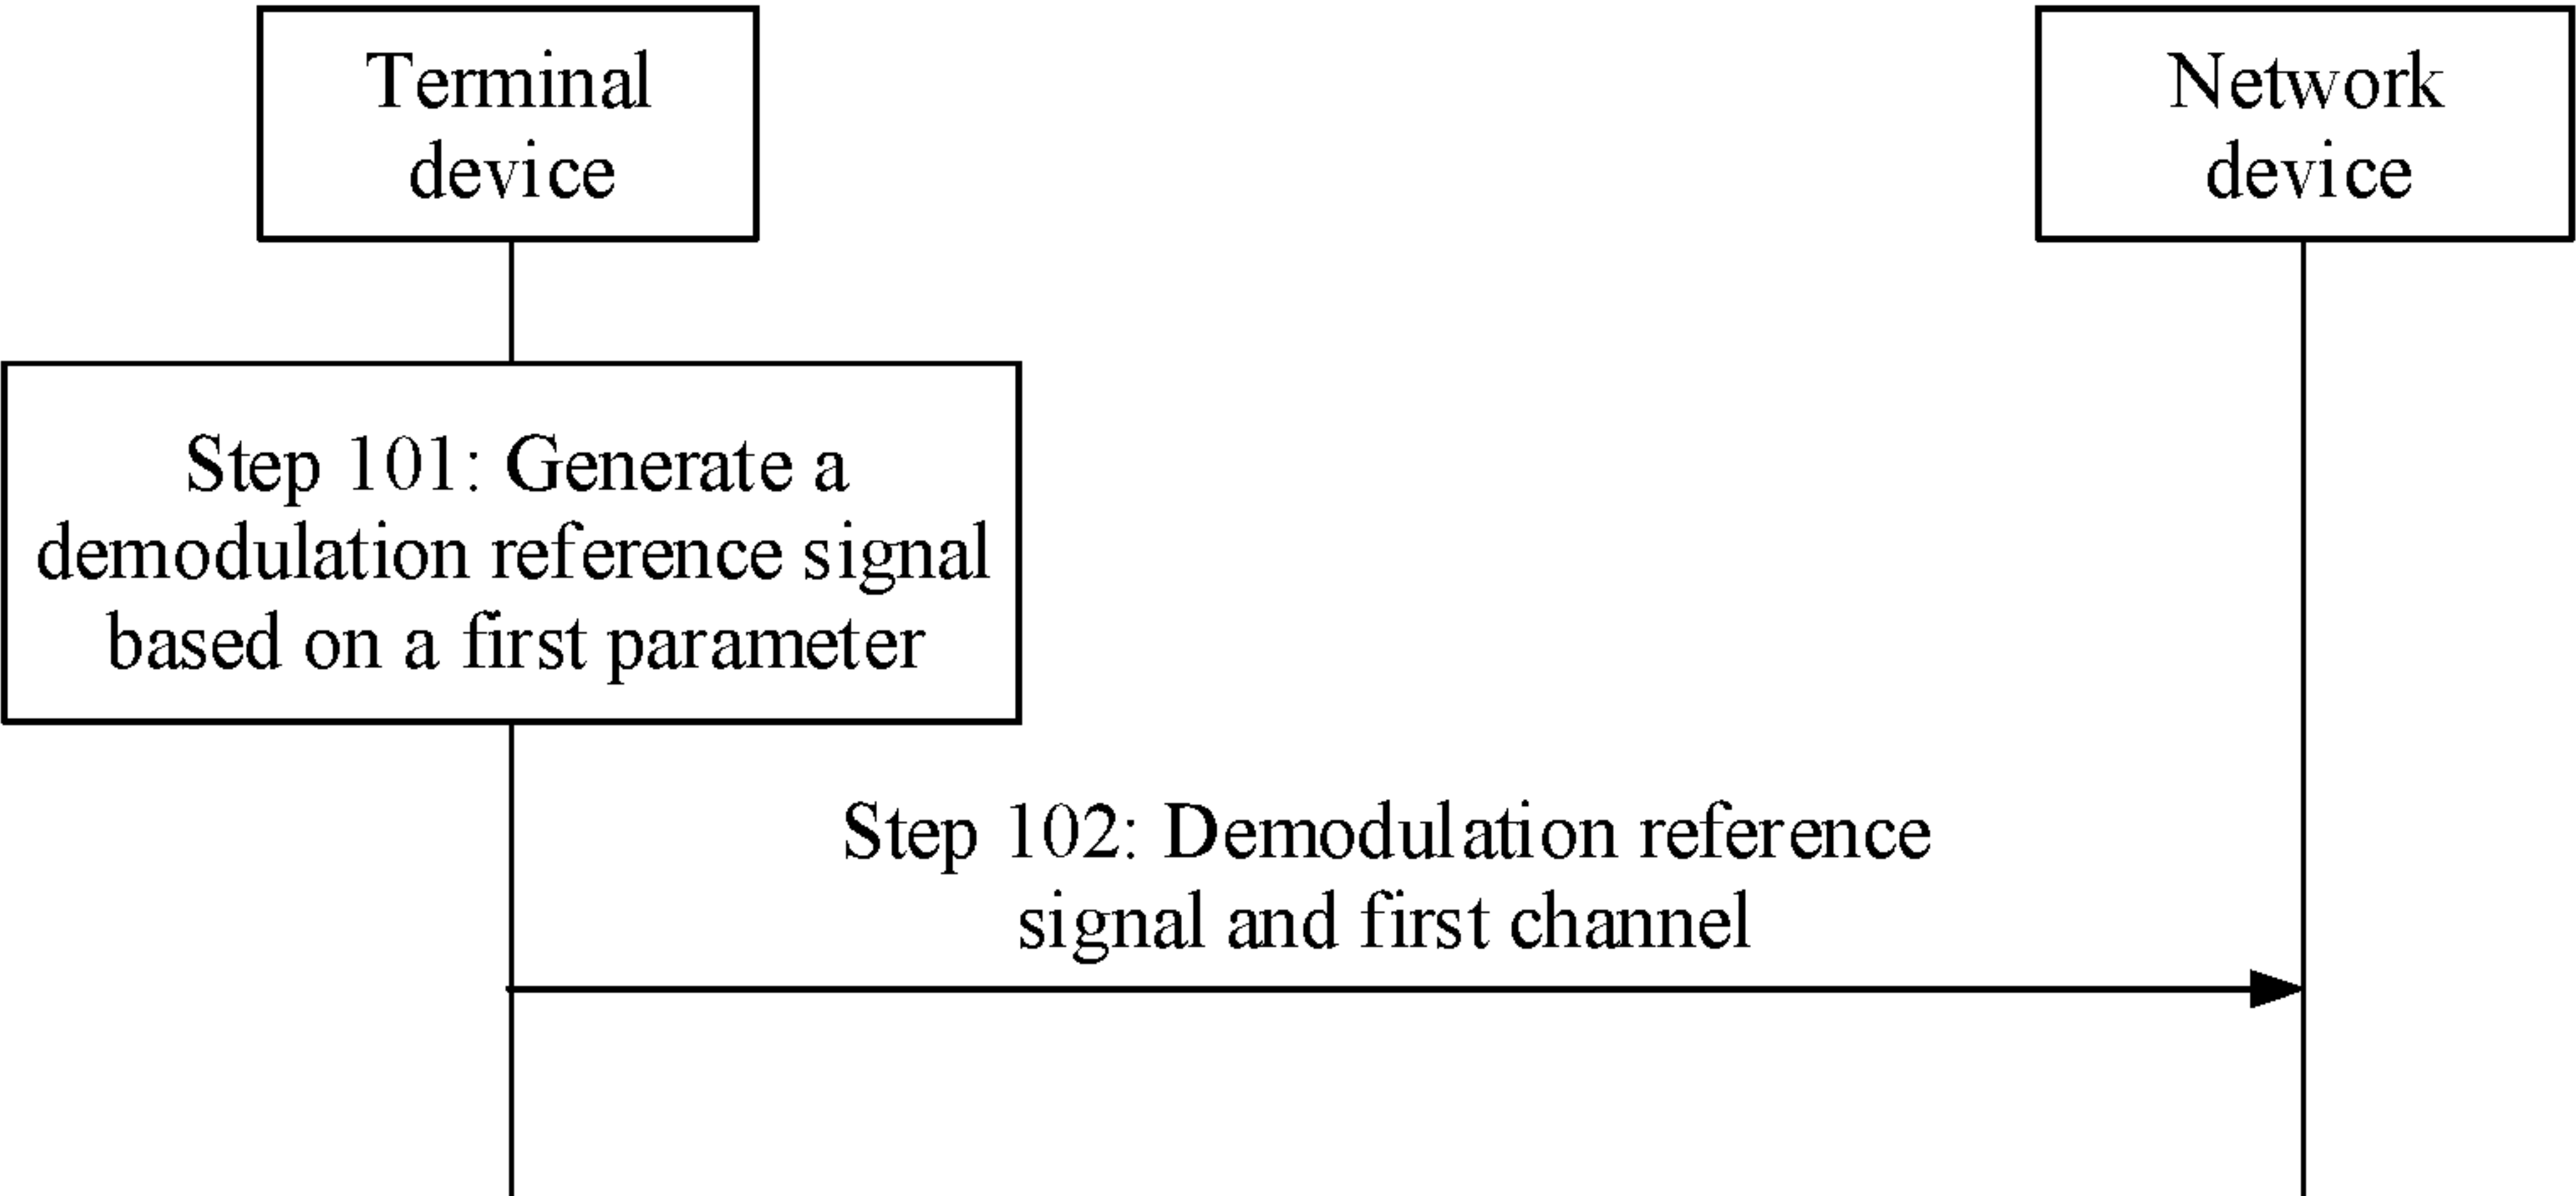 Terminal
device
Network
device
Step 101: Generate a
demodulation reference signal
based on a first parameter
Step 102: Demodulation reference
signal and first channel